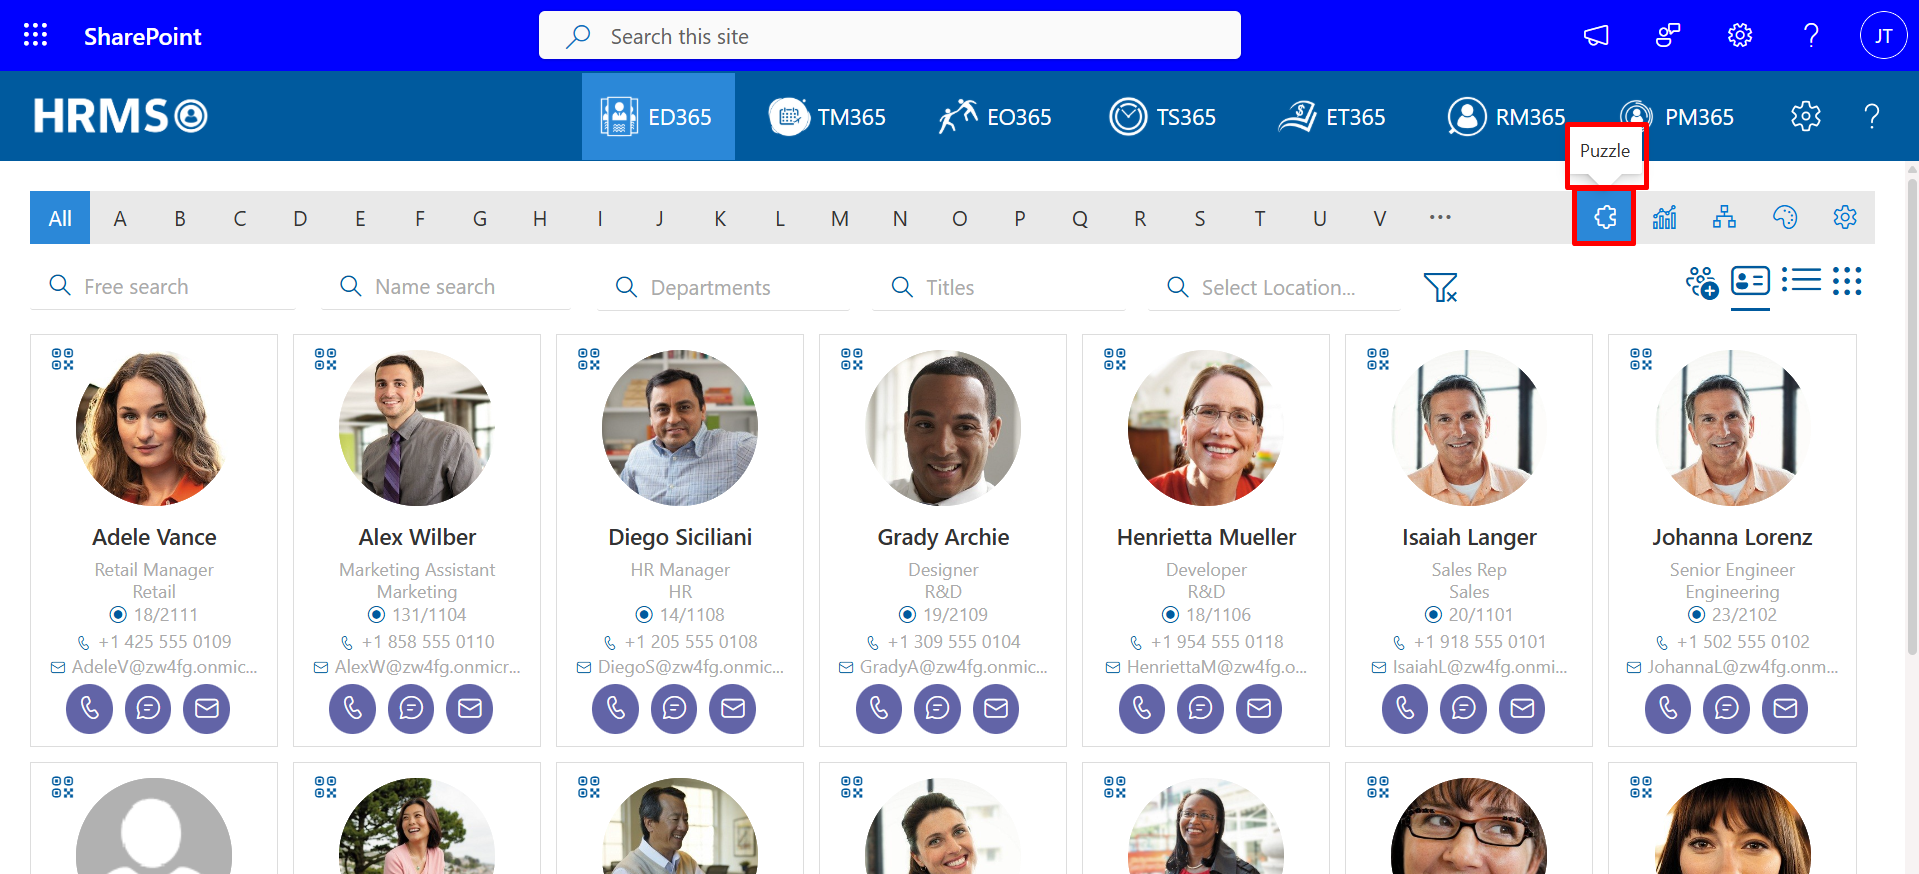 SharePoint
Search this site
JT
HRMS
ED365
TM365
EO365
TS365
ET365
RM365
PM365
Puzzle
All A B C D E F G H I J K L M N O P Q R S T U V ...
Free search
Name search
Departments
Titles
Select Location...
Adele Vance
Retail Manager
Retail
18/2111
+1 425 555 0109
AdeleV@zw4fg.onmic...
Alex Wilber
Marketing Assistant
Marketing
131/1104
+1 858 555 0110
AlexW@zw4fg.onmicr...
Diego Siciliani
HR Manager
HR
14/1108
+1 205 555 0108
DiegoS@zw4fg.onmic...
Grady Archie
Designer
R&D
19/2109
+1 309 555 0104
GradyA@zw4fg.onmic...
Henrietta Mueller
Developer
R&D
18/1106
+1 954 555 0118
HenriettaM@zw4fg.o...
Isaiah Langer
Sales Rep
Sales
20/1101
+1 918 555 0101
IsaiahL@zw4fg.onmi...
Johanna Lorenz
Senior Engineer
Engineering
23/2102
+1 502 555 0102
JohannaL@zw4fg.onm...